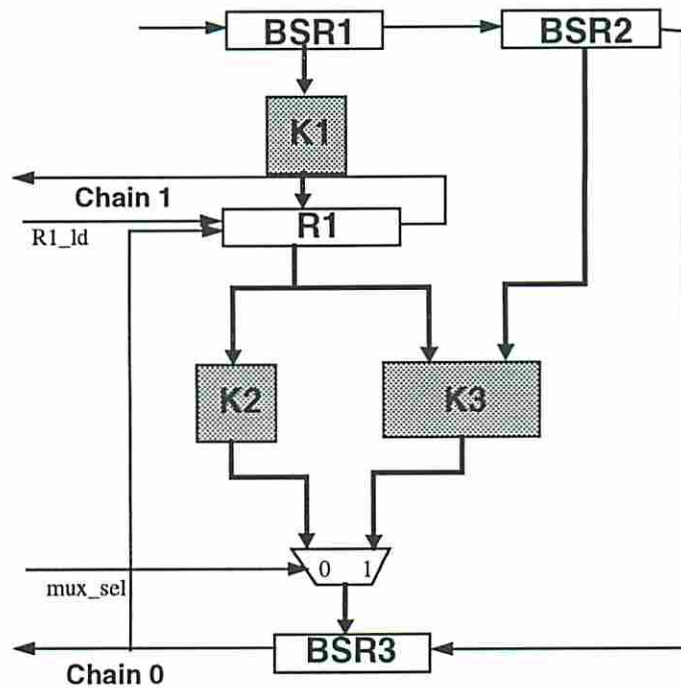 BSR1
BSR2
K1
Chain 1
R1
R1_ld
K2
K3
0
1
mux_sel
BSR3
Chain 0